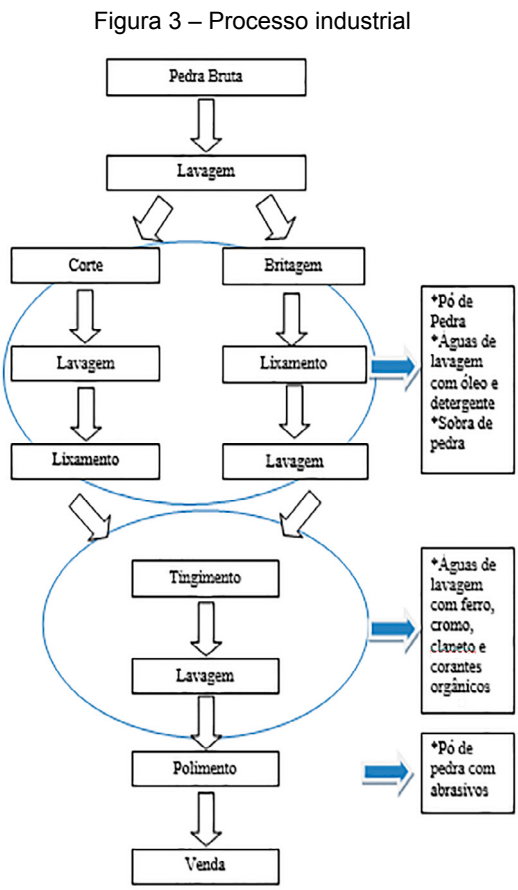 Figura 3 – Processo industrial
Pedra Bruta
Lavagem
Corte
Britagem
Lavagem
Lixamento
Lixamento
Lavagem
*Pó de
Pedra
*Águas de
lavagem
com óleo e
detergente
*Sobra de
pedra
Tingimento
Lavagem
*Águas de
lavagem
com ferro,
cromo,
claneto e
corantes
orgânicos
Polimento
*Pó de
pedra com
abrasivos
Venda